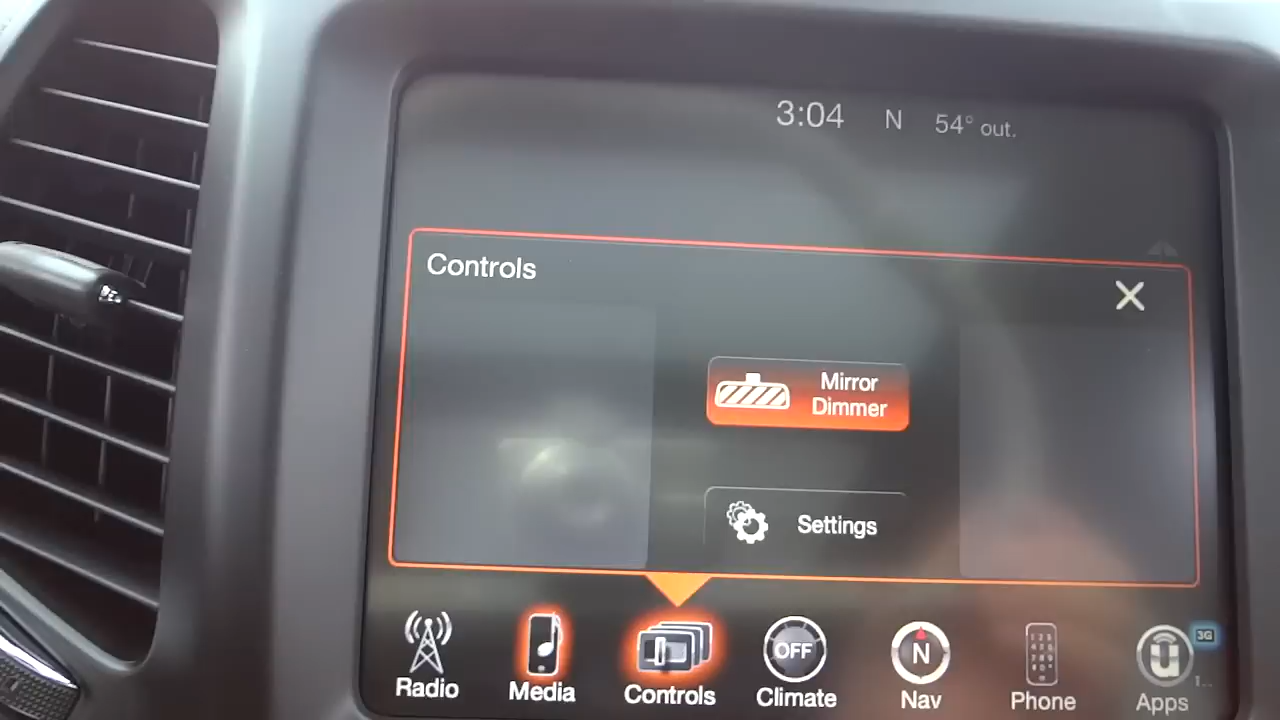 3:04 N 54° out.
Controls
Mirror
Dimmer
Settings
3G
OFF
N
Radio
Media
Controls
Climate
Nav
Phone
Apps